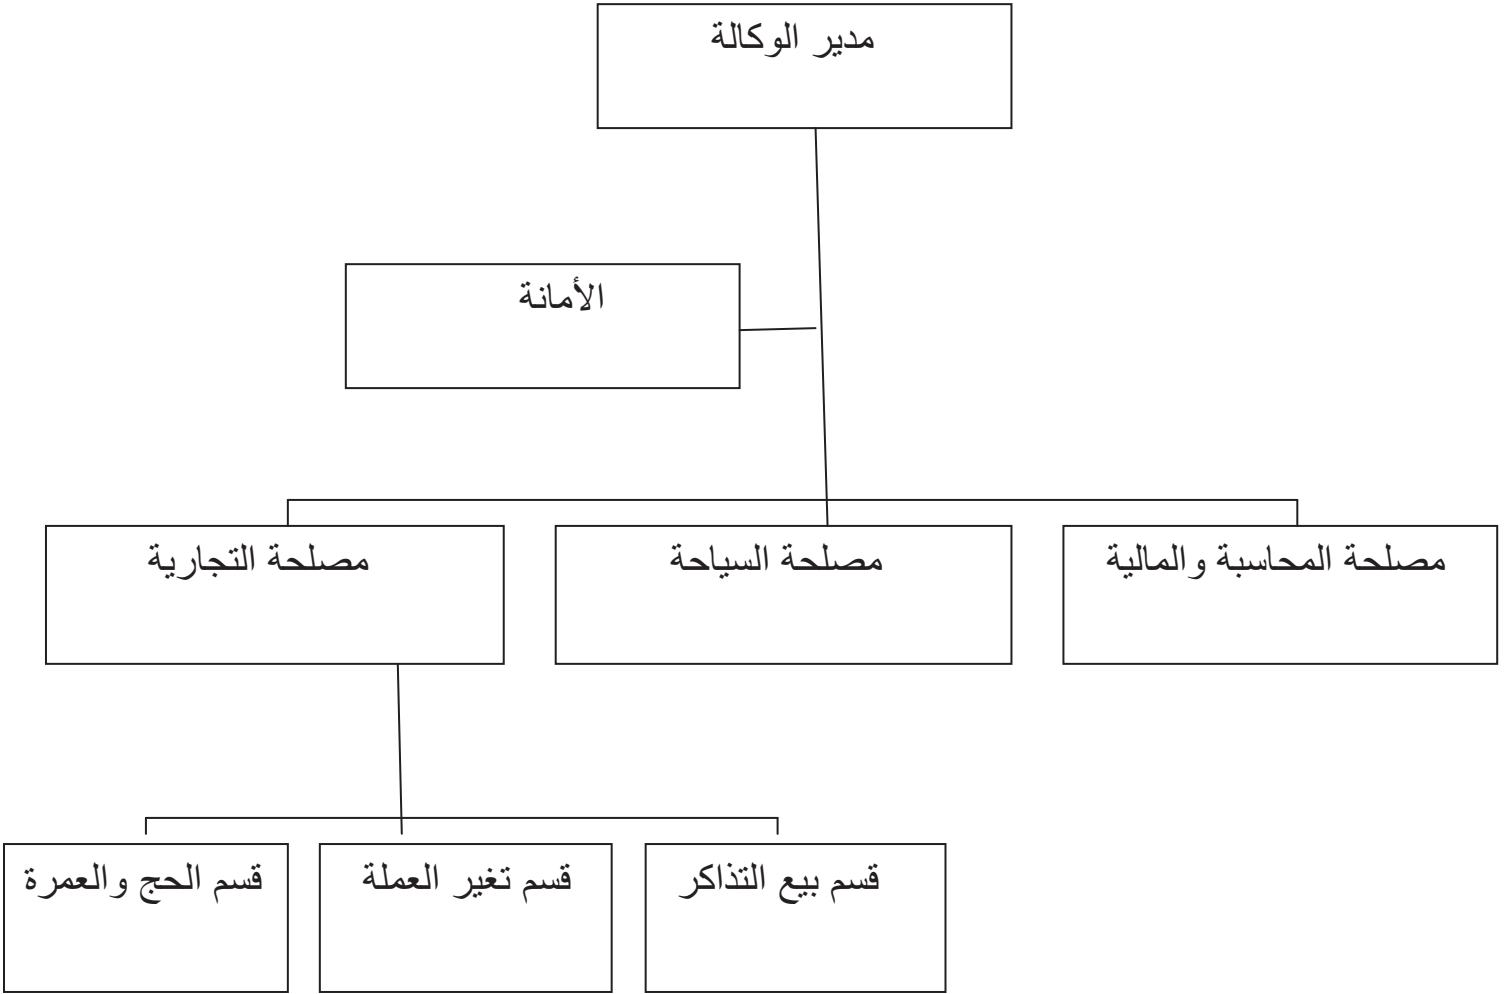 مدير الوكالة
الأمانة
مصلحة المحاسبة والمالية
مصلحة السياحة
مصلحة التجارية
قسم بيع التذاكر
قسم تغير العملة
قسم الحج والعمرة